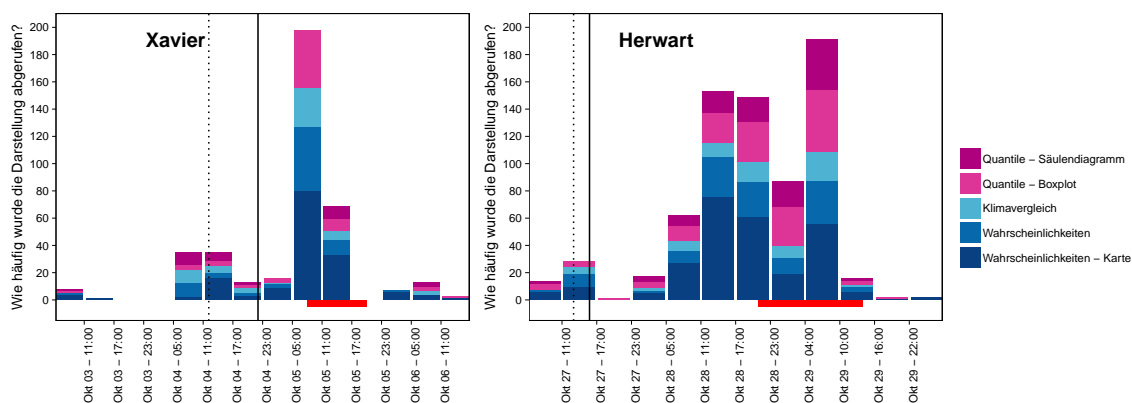 Xavier
Wie häufig wurde die Darstellung abgerufen?
200
180
160
140
120
100
80
60
40
20
0
Okt 03 − 11:00
Okt 03 − 17:00
Okt 03 − 23:00
Okt 04 − 05:00
Okt 04 − 11:00
Okt 04 − 17:00
Okt 04 − 23:00
Okt 05 − 05:00
Okt 05 − 11:00
Okt 05 − 17:00
Okt 05 − 23:00
Okt 06 − 05:00
Okt 06 − 11:00
Herwart
Wie häufig wurde die Darstellung abgerufen?
200
180
160
140
120
100
80
60
40
20
0
Okt 27 − 11:00
Okt 27 − 17:00
Okt 27 − 23:00
Okt 28 − 05:00
Okt 28 − 11:00
Okt 28 − 18:00
Okt 28 − 23:00
Okt 29 − 04:00
Okt 29 − 10:00
Okt 29 − 16:00
Okt 29 − 22:00
Quantile − Säulendiagramm
Quantile − Boxplot
Klimavergleich
Wahrscheinlichkeiten
Wahrscheinlichkeiten − Karte